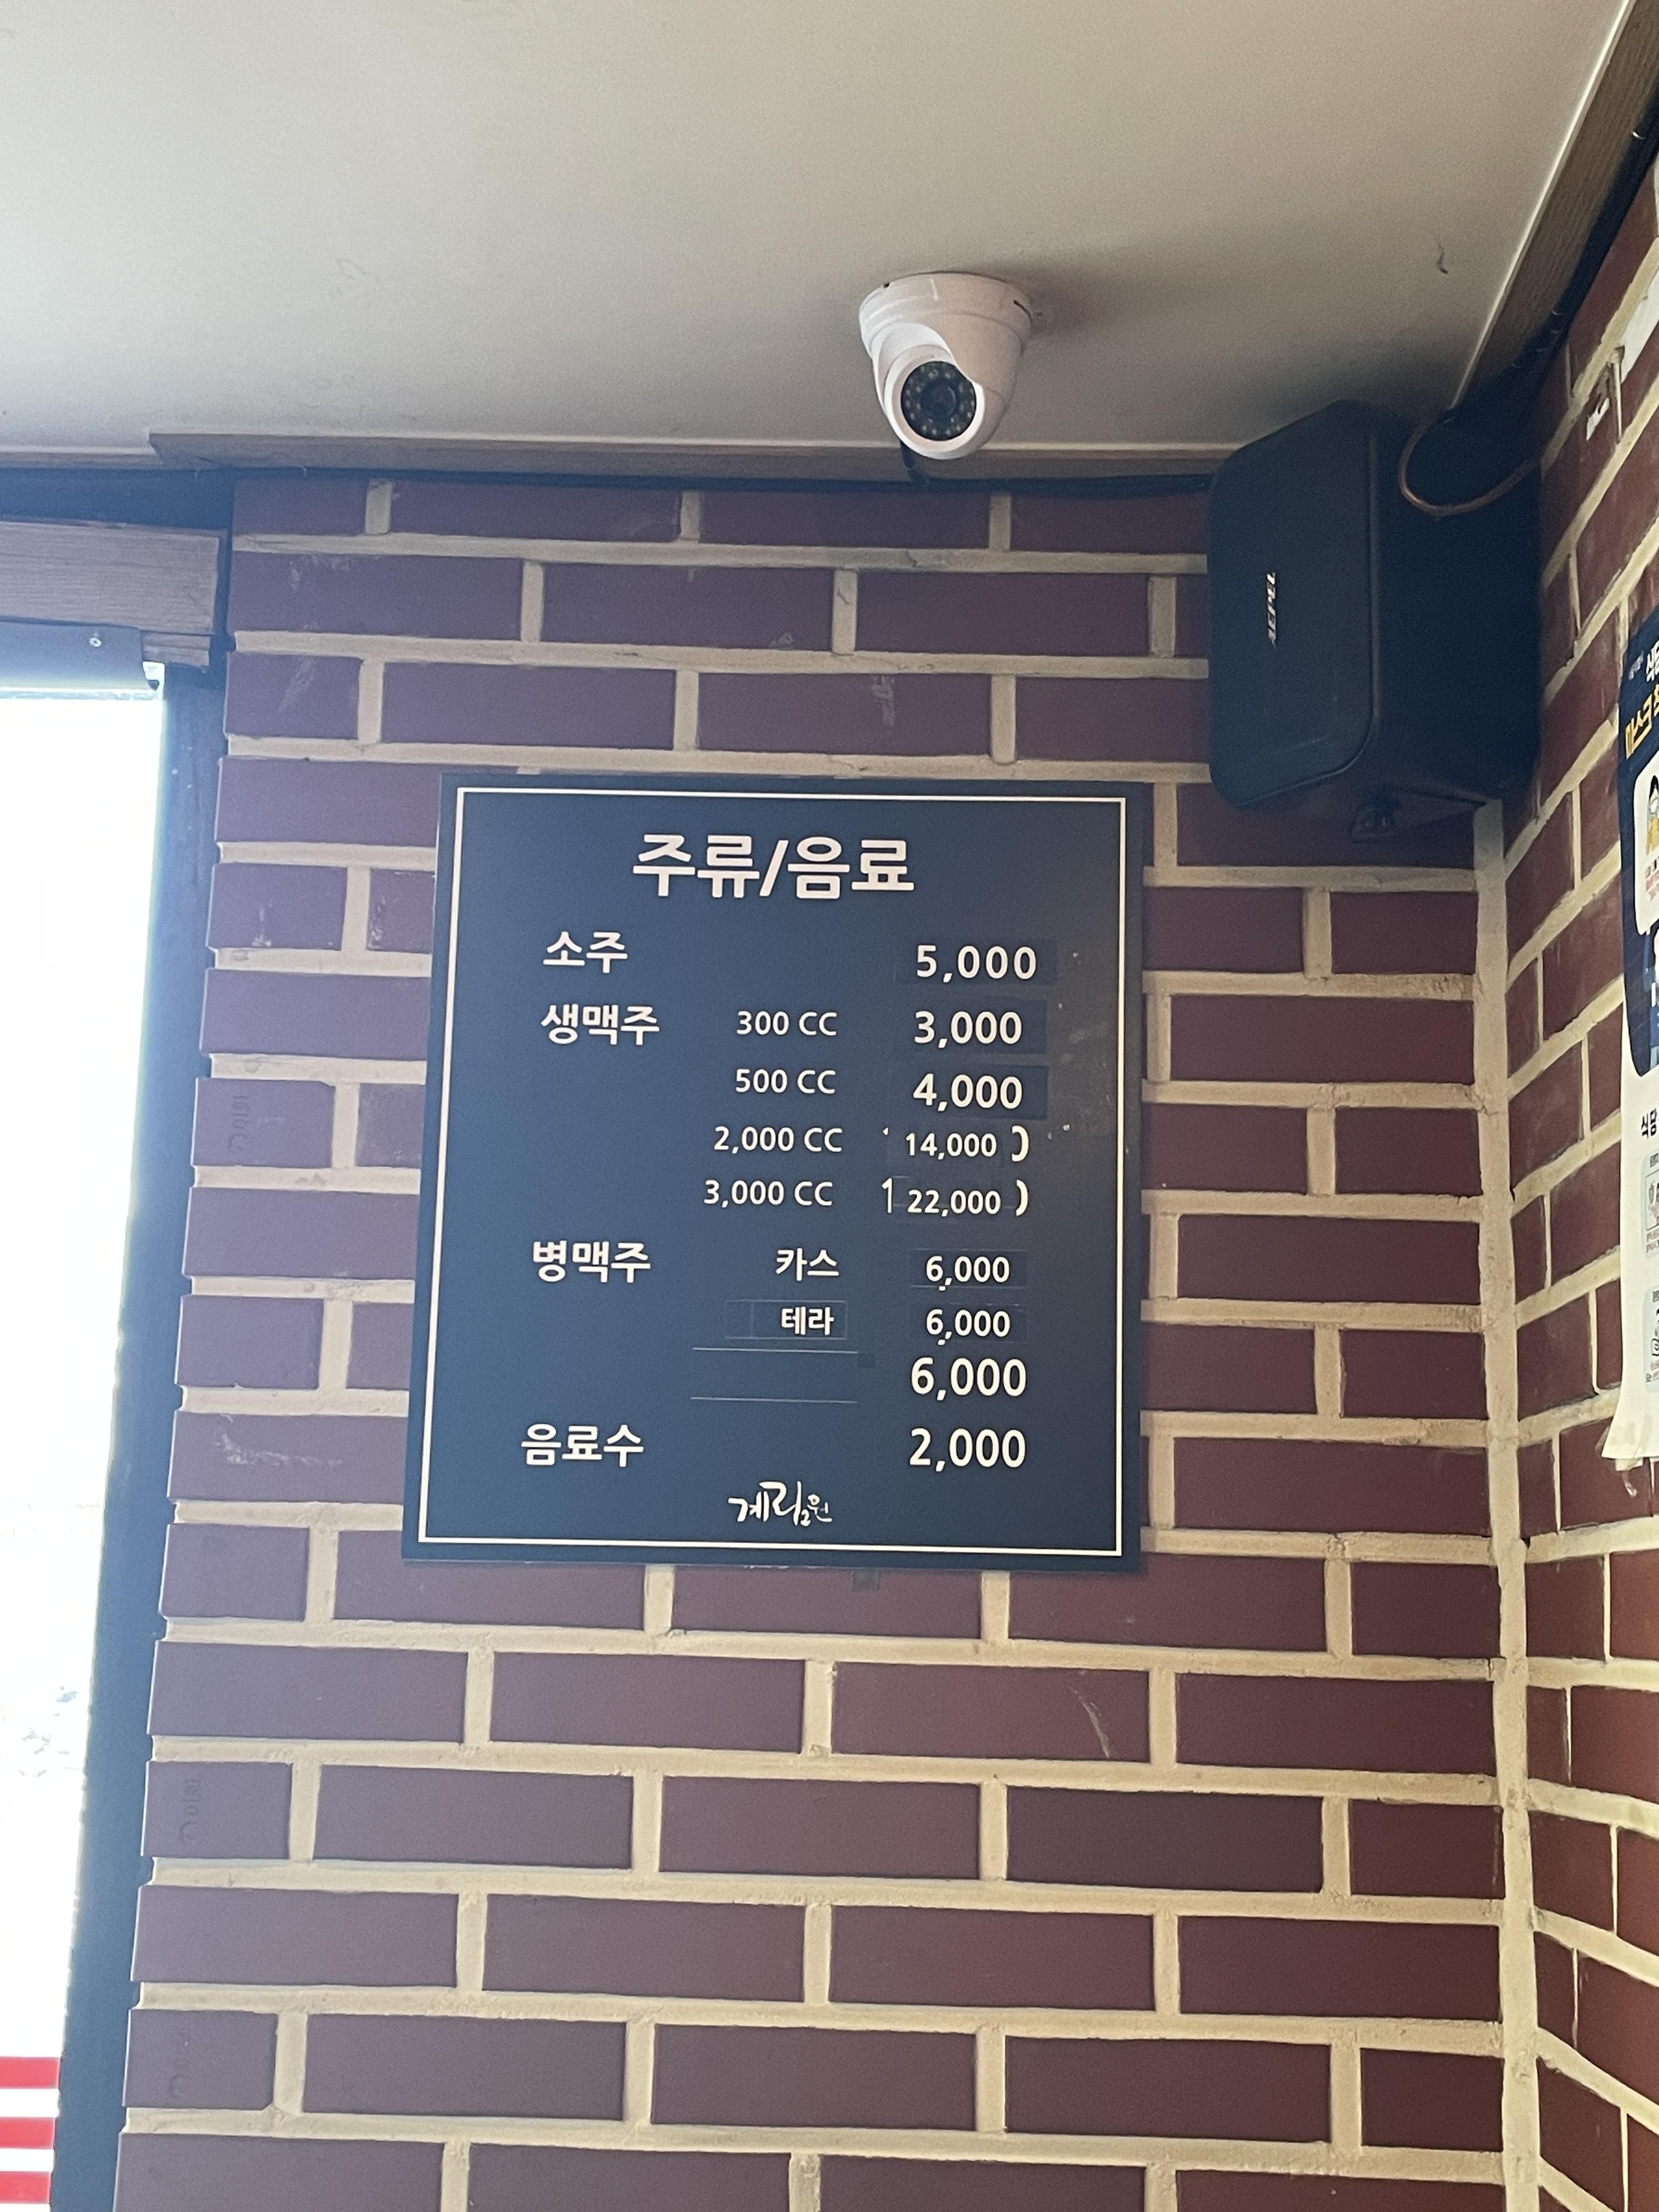 주류/음료
소주 5,000
생맥주 300 CC 3,000
500 CC 4,000
2,000 CC 14,000
3,000 CC 22,000
병맥주 카스 6,000
테라 6,000
6,000
음료수 2,000
계림원